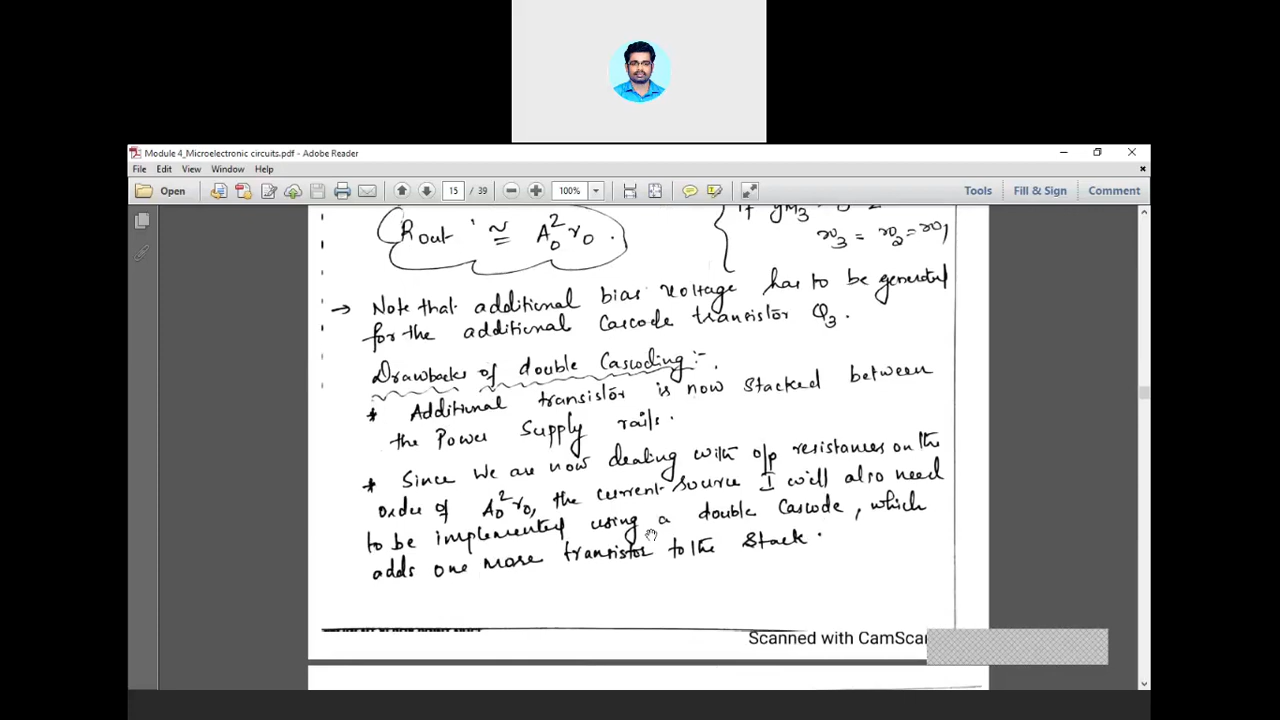 Module 4_Microelectronic circuits.pdf - Adobe Reader
File Edit View Window Help
Open 15 / 39 100% Tools Fill & Sign Comment
Rout ≅ A₀² r₀ .
if gm3
r03 = r02 = r01
→ Note that additional bias voltage has to be generated
for the additional Cascode transistor Q3.
Drawbacks of double Cascoding :-
* Additional transistor is now stacked between
the Power Supply rails.
* Since we are now dealing with o/p resistances on the
order of A₀² r₀, the current source I will also need
to be implemented using a double Cascode, which
adds one more transistor to the Stack.
Scanned with CamScan